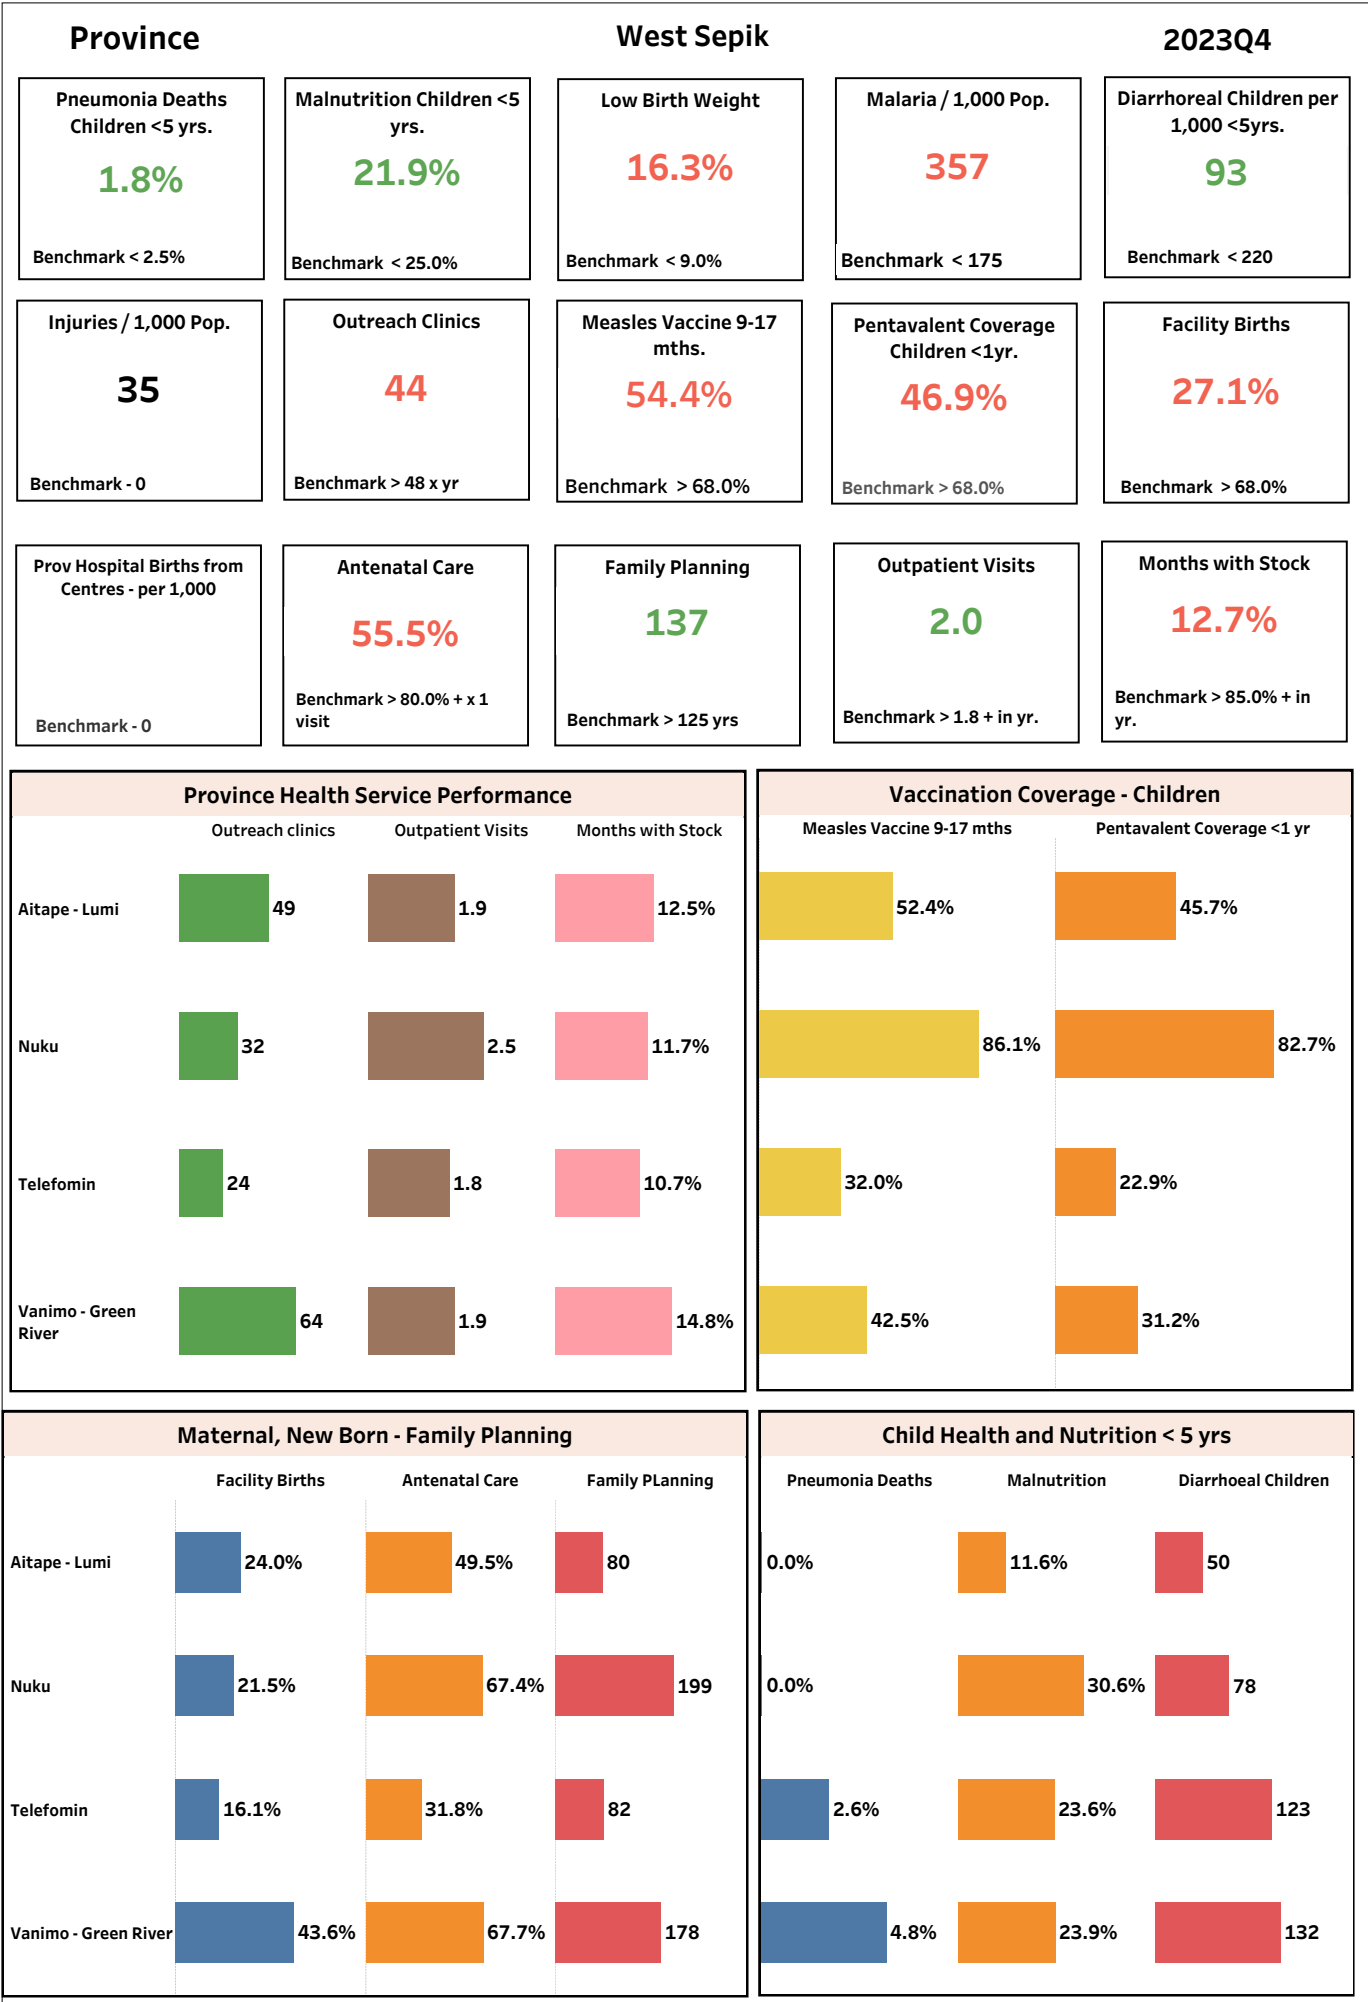 Province
West Sepik
2023Q4
Pneumonia Deaths
Children <5 yrs.
1.8%
Benchmark < 2.5%
Malnutrition Children <5
yrs.
21.9%
Benchmark < 25.0%
Low Birth Weight
16.3%
Benchmark < 9.0%
Malaria / 1,000 Pop.
357
Benchmark < 175
Diarrhoreal Children per
1,000 <5yrs.
93
Benchmark < 220
Injuries / 1,000 Pop.
35
Benchmark - 0
Outreach Clinics
44
Benchmark > 48 x yr
Measles Vaccine 9-17
mths.
54.4%
Benchmark > 68.0%
Pentavalent Coverage
Children <1yr.
46.9%
Benchmark > 68.0%
Facility Births
27.1%
Benchmark > 68.0%
Prov Hospital Births from
Centres - per 1,000
Benchmark - 0
Antenatal Care
55.5%
Benchmark > 80.0% + x 1
visit
Family Planning
137
Benchmark > 125 yrs
Outpatient Visits
2.0
Benchmark > 1.8 + in yr.
Months with Stock
12.7%
Benchmark > 85.0% + in
yr.
Province Health Service Performance
Outreach clinics Outpatient Visits Months with Stock
Aitape - Lumi 49 1.9 12.5%
Nuku 32 2.5 11.7%
Telefomin 24 1.8 10.7%
Vanimo - Green
River 64 1.9 14.8%
Vaccination Coverage - Children
Measles Vaccine 9-17 mths Pentavalent Coverage <1 yr
52.4% 45.7%
86.1% 82.7%
32.0% 22.9%
42.5% 31.2%
Maternal, New Born - Family Planning
Facility Births Antenatal Care Family PLanning
Aitape - Lumi 24.0% 49.5% 80
Nuku 21.5% 67.4% 199
Telefomin 16.1% 31.8% 82
Vanimo - Green River 43.6% 67.7% 178
Child Health and Nutrition < 5 yrs
Pneumonia Deaths Malnutrition Diarrhoeal Children
0.0% 11.6% 50
0.0% 30.6% 78
2.6% 23.6% 123
4.8% 23.9% 132